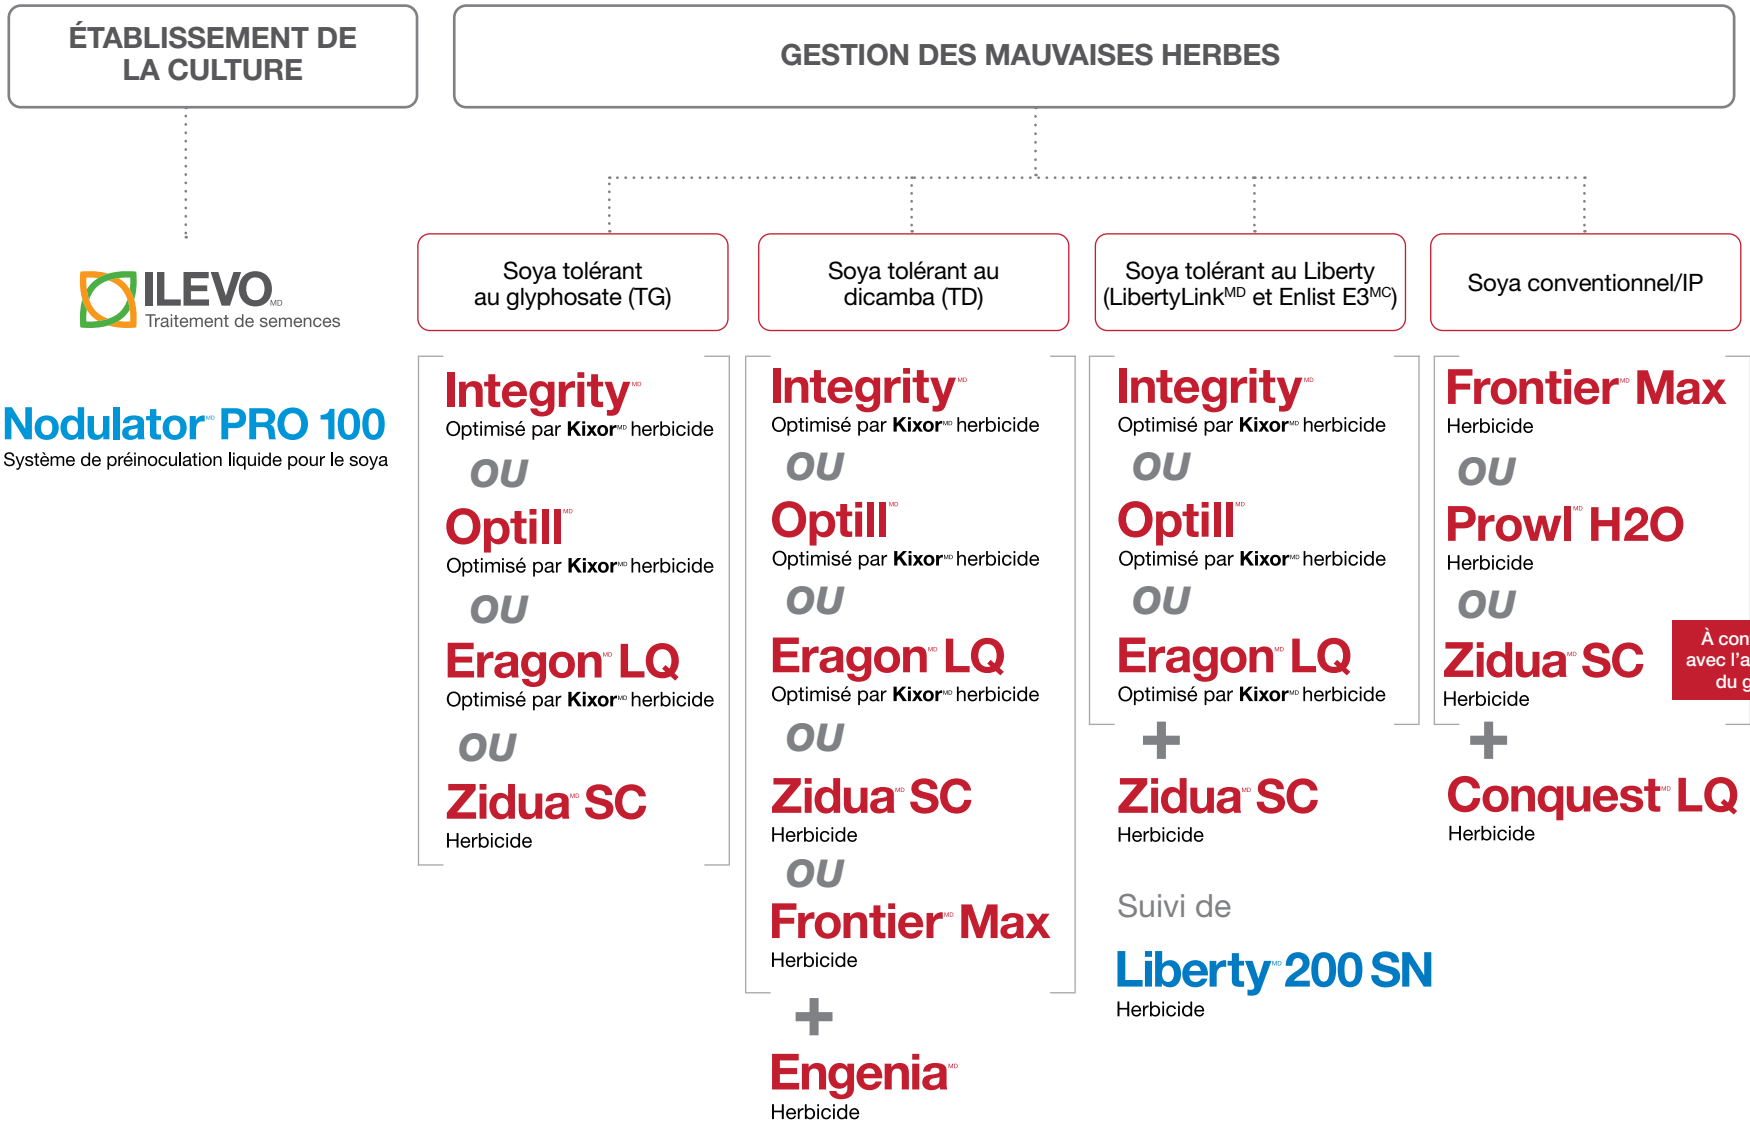 ÉTABLISSEMENT DE
LA CULTURE
GESTION DES MAUVAISES HERBES
ILEVO MD
Traitement de semences
Nodulator MD PRO 100
Système de préinoculation liquide pour le soya
Soya tolérant
au glyphosate (TG)
Integrity MD
Optimisé par Kixor MD herbicide
OU
Optill MD
Optimisé par Kixor MD herbicide
OU
Eragon MD LQ
Optimisé par Kixor MD herbicide
OU
Zidua MD SC
Herbicide
Soya tolérant au
dicamba (TD)
Integrity MD
Optimisé par Kixor MD herbicide
OU
Optill MD
Optimisé par Kixor MD herbicide
OU
Eragon MD LQ
Optimisé par Kixor MD herbicide
OU
Zidua MD SC
Herbicide
OU
Frontier MD Max
Herbicide
+
Engenia MD
Herbicide
Soya tolérant au Liberty
(LibertyLinkMD et Enlist E3MC)
Integrity MD
Optimisé par Kixor MD herbicide
OU
Optill MD
Optimisé par Kixor MD herbicide
OU
Eragon MD LQ
Optimisé par Kixor MD herbicide
+
Zidua MD SC
Herbicide
Suivi de
Liberty MD 200 SN
Herbicide
Soya conventionnel/IP
Frontier MD Max
Herbicide
OU
Prowl MD H2O
Herbicide
OU
Zidua MD SC
Herbicide
À con
avec l'a
du g
+
Conquest MD LQ
Herbicide